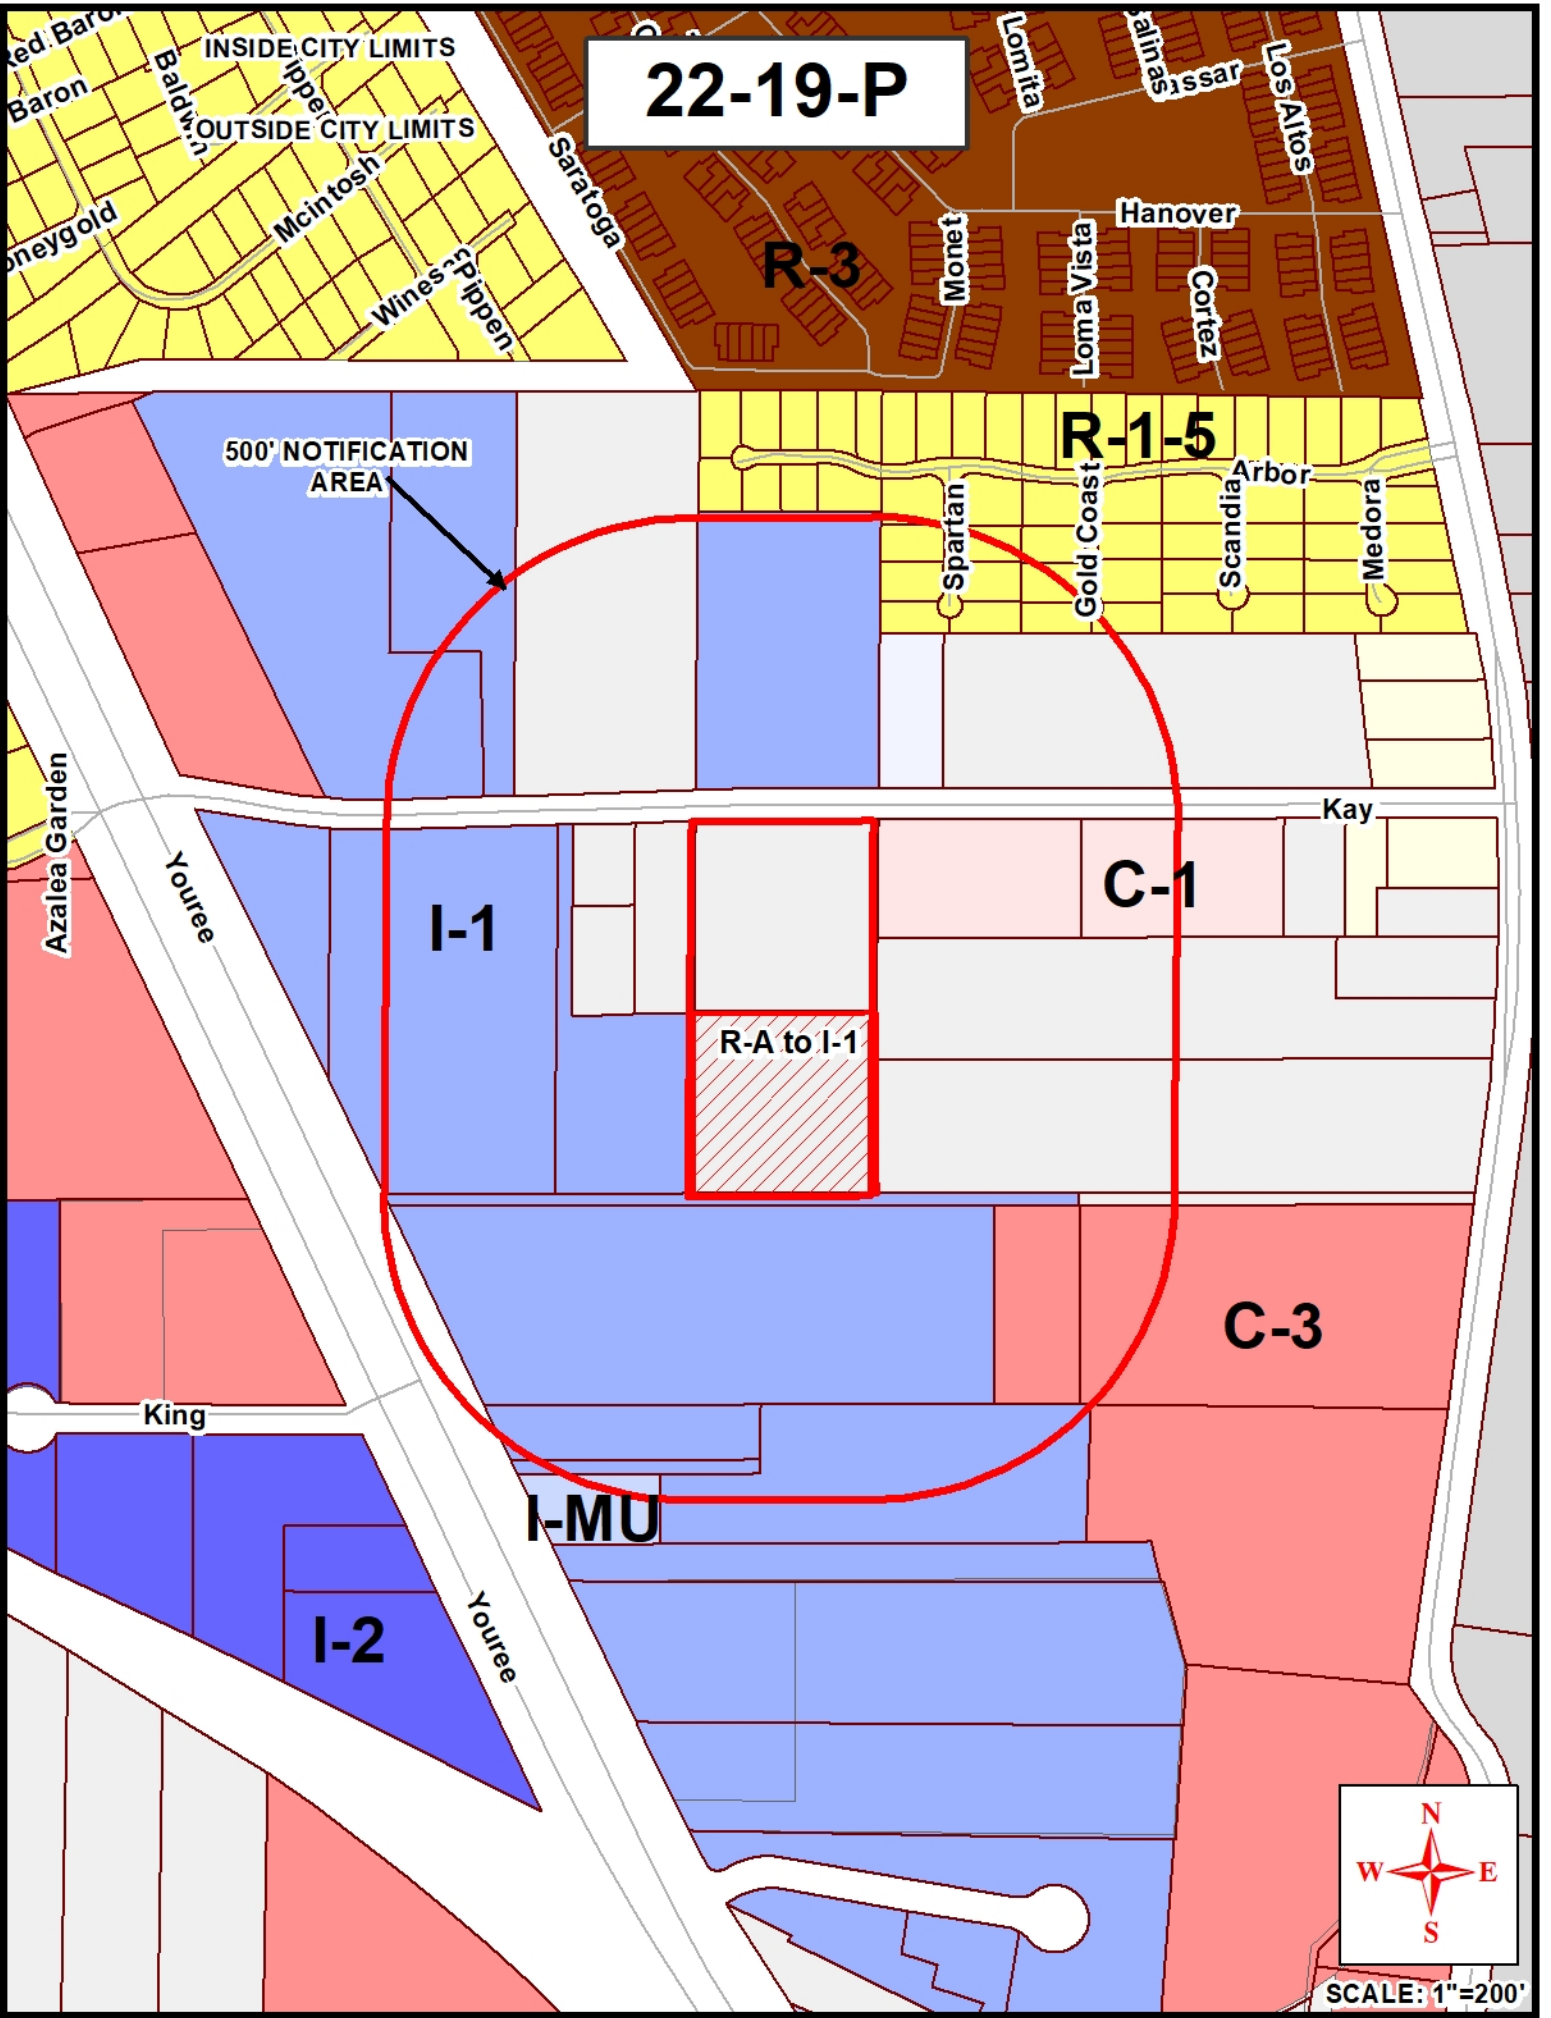 22-19-P
INSIDE CITY LIMITS
OUTSIDE CITY LIMITS
Baron
Mcintosh
Pippen
Saratoga
Lomita
Los Altos
Hanover
R-3
Monet
Loma Vista
Cortez
500' NOTIFICATION
AREA
R-1-5
Arbor
Spartan
Gold Coast
Scandia
Medora
Azalea Garden
Kay
Youree
I-1
C-1
R-A to I-1
C-3
King
I-MU
I-2
Youree
N
W
E
S
SCALE: 1"=200'